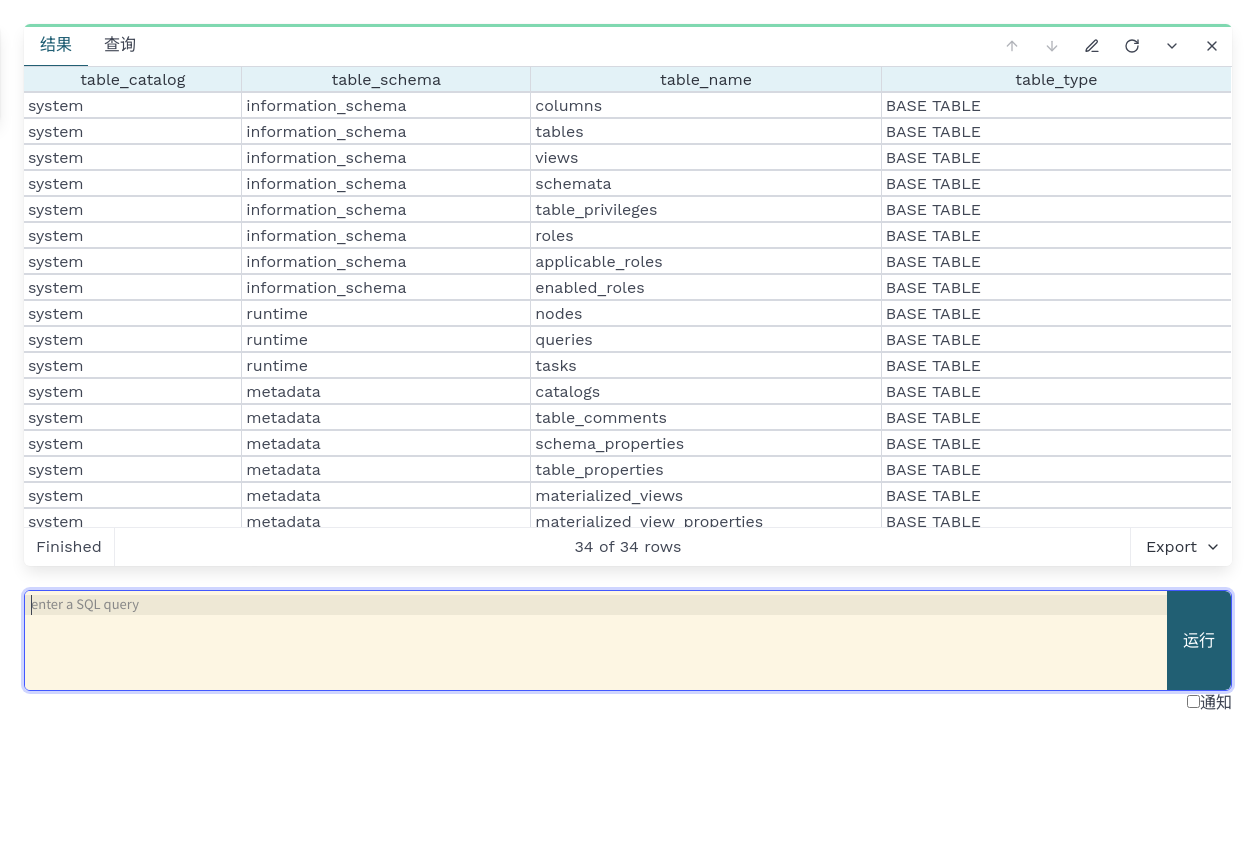 结果 查询
table_catalog table_schema table_name table_type
system information_schema columns BASE TABLE
system information_schema tables BASE TABLE
system information_schema views BASE TABLE
system information_schema schemata BASE TABLE
system information_schema table_privileges BASE TABLE
system information_schema roles BASE TABLE
system information_schema applicable_roles BASE TABLE
system information_schema enabled_roles BASE TABLE
system runtime nodes BASE TABLE
system runtime queries BASE TABLE
system runtime tasks BASE TABLE
system metadata catalogs BASE TABLE
system metadata table_comments BASE TABLE
system metadata schema_properties BASE TABLE
system metadata table_properties BASE TABLE
system metadata materialized_views BASE TABLE
system metadata materialized_view_properties BASE TABLE
Finished 34 of 34 rows Export
enter a SQL query
运行
通知